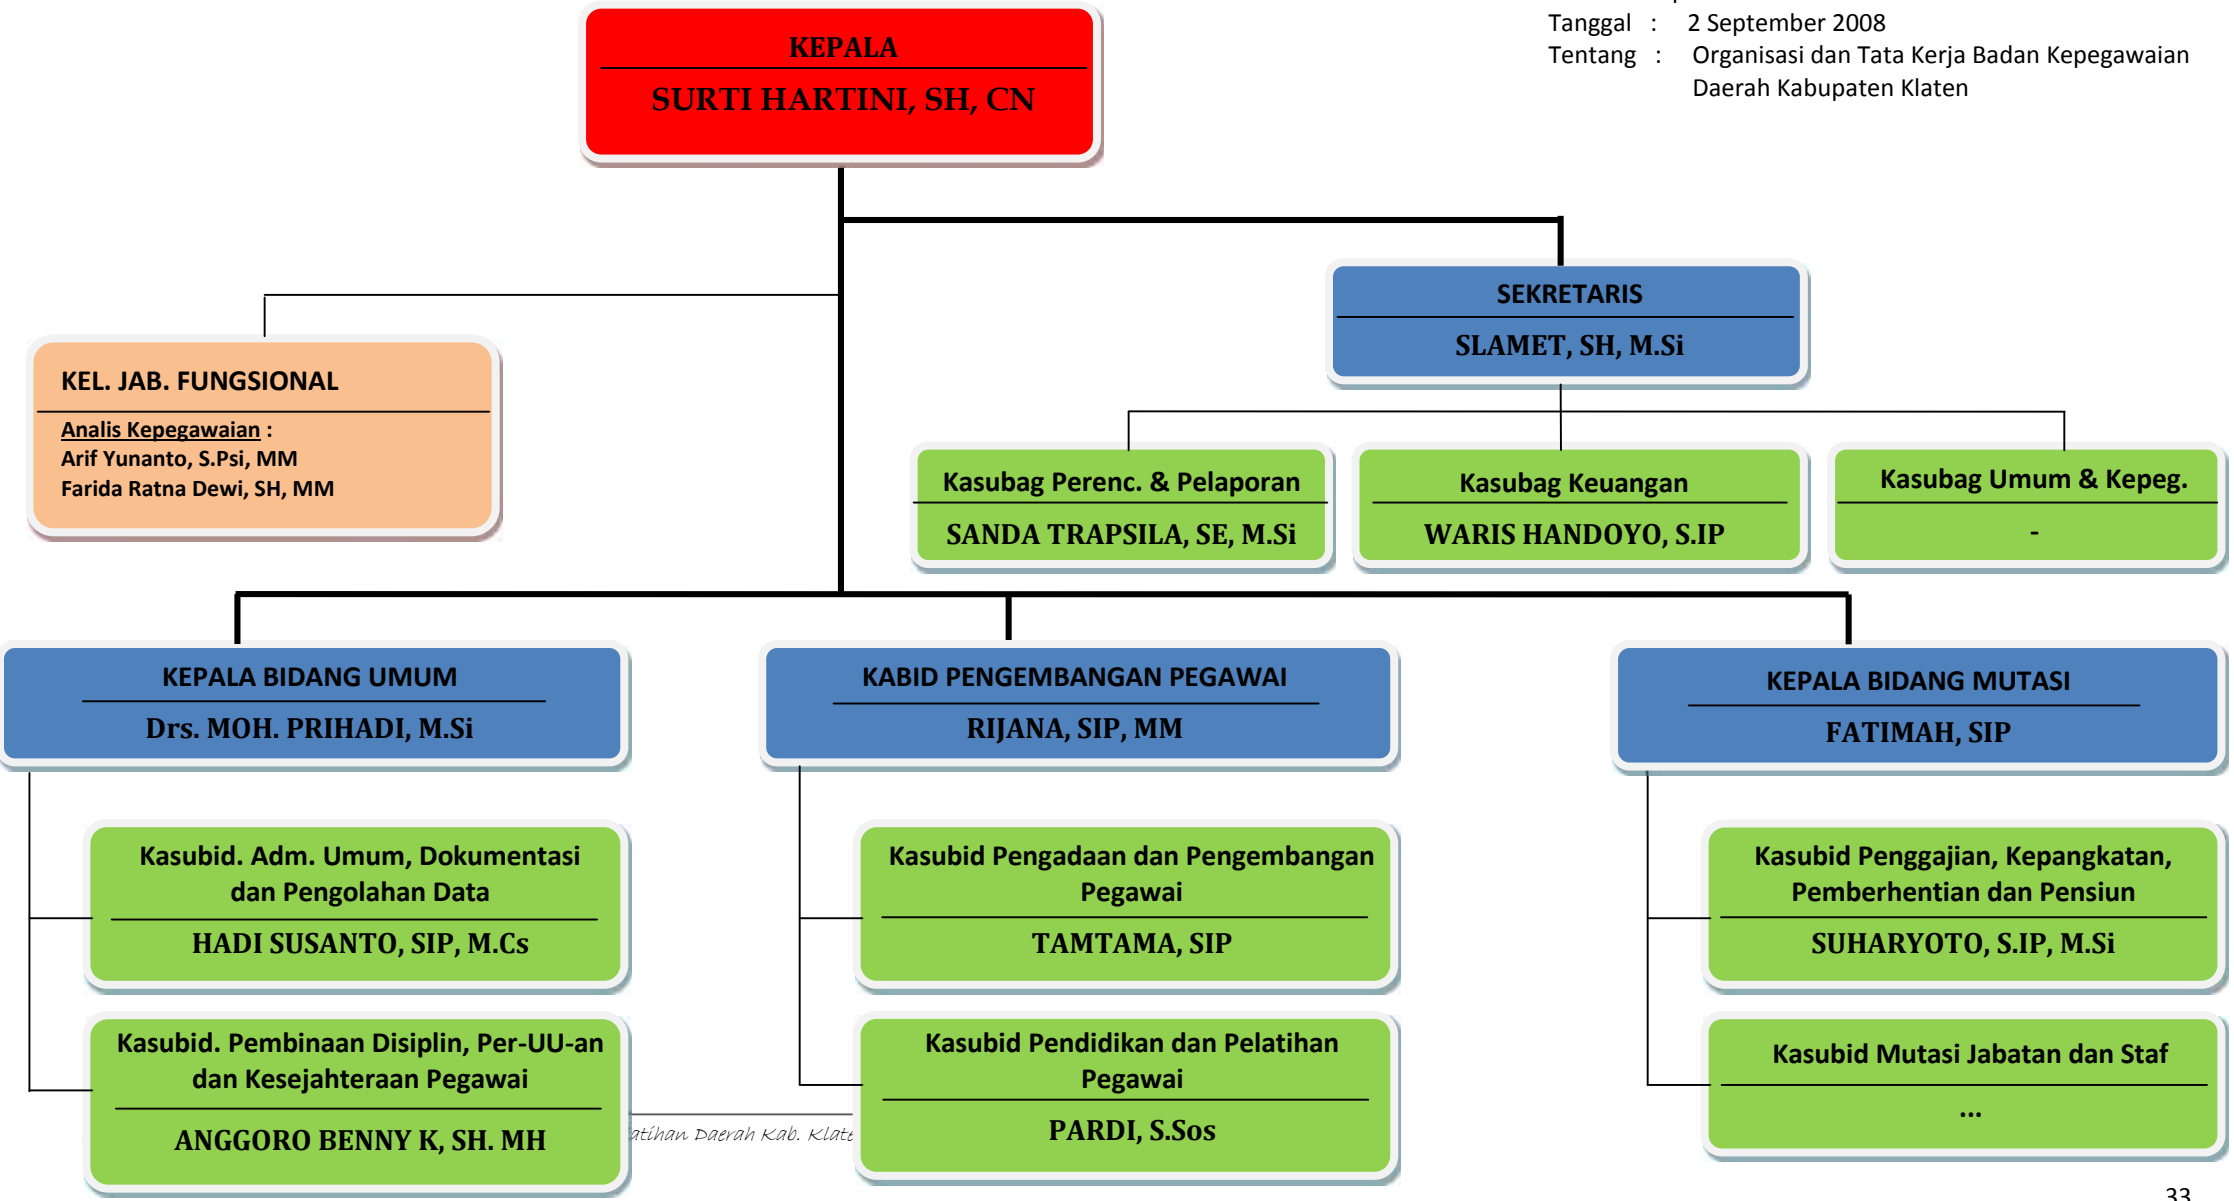 Tanggal : 2 September 2008
Tentang : Organisasi dan Tata Kerja Badan Kepegawaian
Daerah Kabupaten Klaten
KEPALA
SURTI HARTINI, SH, CN
SEKRETARIS
SLAMET, SH, M.Si
KEL. JAB. FUNGSIONAL
Analis Kepegawaian :
Arif Yunanto, S.Psi, MM
Farida Ratna Dewi, SH, MM
Kasubag Perenc. & Pelaporan
SANDA TRAPSILA, SE, M.Si
Kasubag Keuangan
WARIS HANDOYO, S.IP
Kasubag Umum & Kepeg.
-
KEPALA BIDANG UMUM
Drs. MOH. PRIHADI, M.Si
KABID PENGEMBANGAN PEGAWAI
RIJANA, SIP, MM
KEPALA BIDANG MUTASI
FATIMAH, SIP
Kasubid. Adm. Umum, Dokumentasi
dan Pengolahan Data
HADI SUSANTO, SIP, M.Cs
Kasubid Pengadaan dan Pengembangan
Pegawai
TAMTAMA, SIP
Kasubid Penggajian, Kepangkatan,
Pemberhentian dan Pensiun
SUHARYOTO, S.IP, M.Si
Kasubid. Pembinaan Disiplin, Per-UU-an
dan Kesejahteraan Pegawai
ANGGORO BENNY K, SH. MH
Kasubid Pendidikan dan Pelatihan
Pegawai
PARDI, S.Sos
Kasubid Mutasi Jabatan dan Staf
...
atihan Daerah Kab. Klate
33